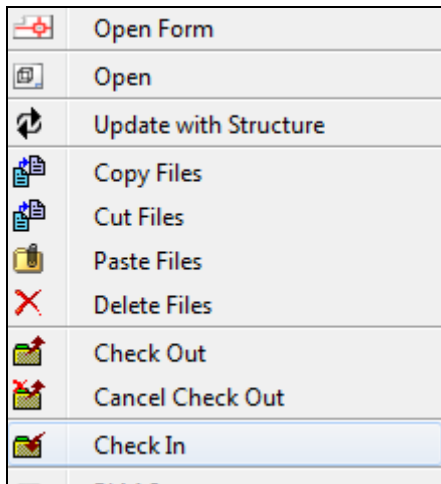 Open Form
Open
Update with Structure
Copy Files
Cut Files
Paste Files
Delete Files
Check Out
Cancel Check Out
Check In